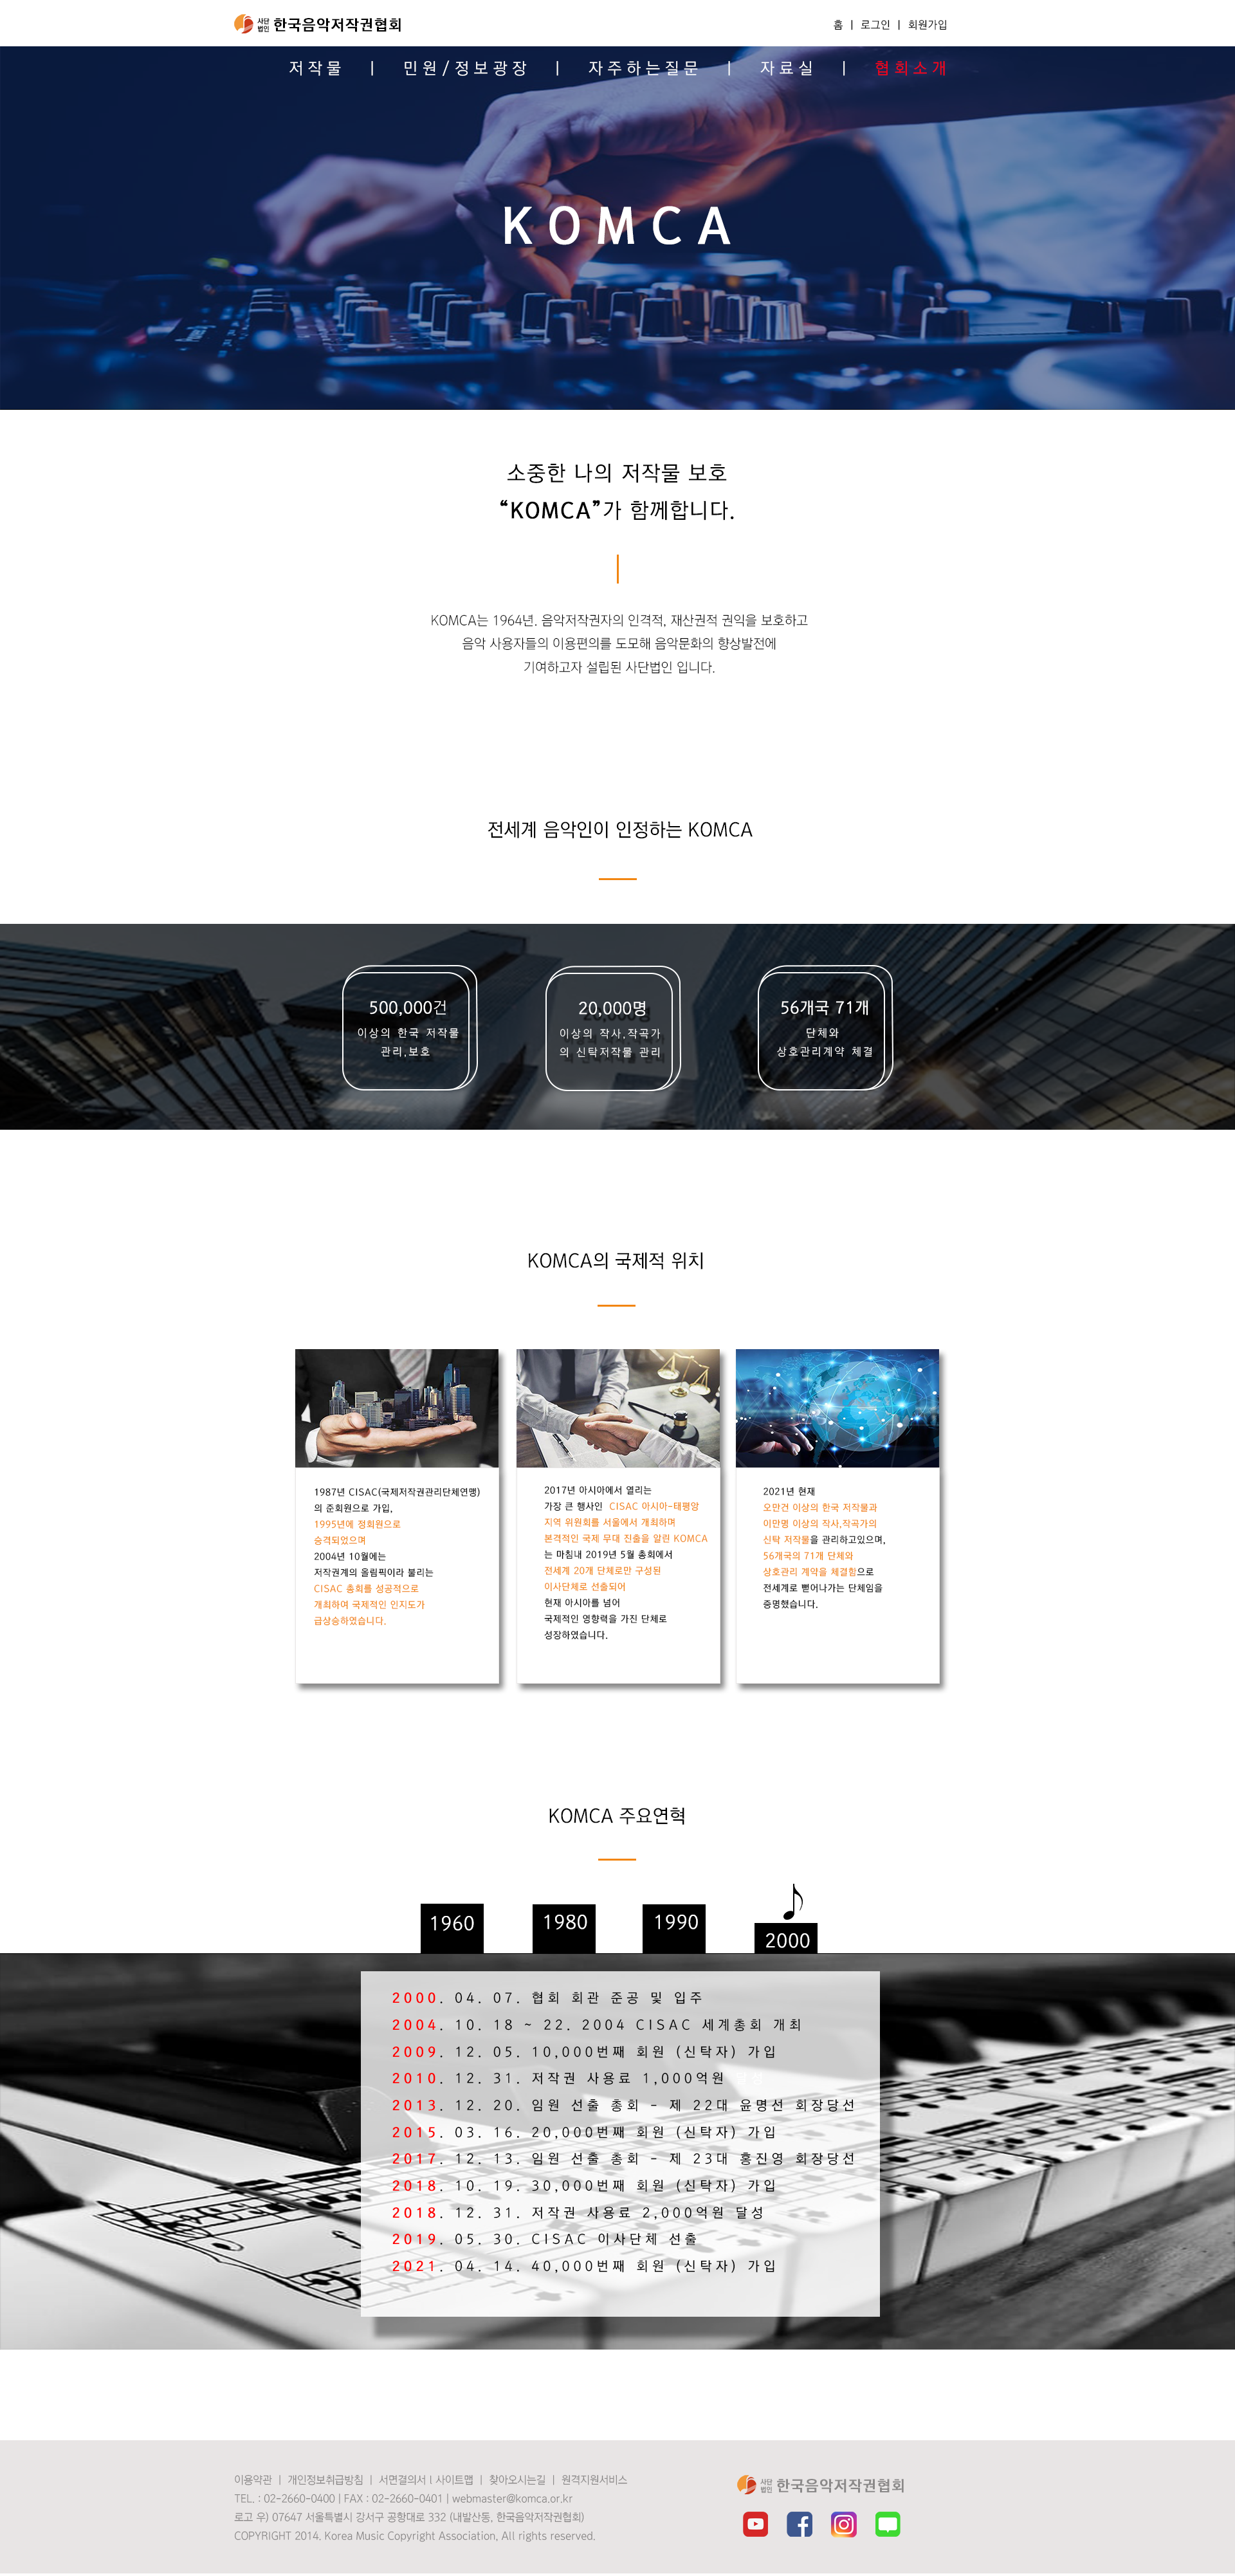 사단법인 한국음악저작권협회
홈 | 로그인 | 회원가입
저작물 | 민원/정보광장 | 자주하는질문 | 자료실 | 협회소개
KOMCA
소중한 나의 저작물 보호
“KOMCA”가 함께합니다.
KOMCA는 1964년. 음악저작권자의 인격적, 재산권적 권익을 보호하고
음악 사용자들의 이용편의를 도모해 음악문화의 향상발전에
기여하고자 설립된 사단법인 입니다.
전세계 음악인이 인정하는 KOMCA
500,000건
이상의 한국 저작물
관리,보호
20,000명
이상의 작사,작곡가
의 신탁저작물 관리
56개국 71개
단체와
상호관리계약 체결
KOMCA의 국제적 위치
1987년 CISAC(국제저작권관리단체연맹)
의 준회원으로 가입,
1995년에 정회원으로
승격되었으며
2004년 10월에는
저작권계의 올림픽이라 불리는
CISAC 총회를 성공적으로
개최하여 국제적인 인지도가
급상승하였습니다.
2017년 아시아에서 열리는
가장 큰 행사인 CISAC 아시아-태평양
지역 위원회를 서울에서 개최하며
본격적인 국제 무대 진출을 알린 KOMCA
는 마침내 2019년 5월 총회에서
전세계 20개 단체로만 구성된
이사단체로 선출되어
현재 아시아를 넘어
국제적인 영향력을 가진 단체로
성장하였습니다.
2021년 현재
오만건 이상의 한국 저작물과
이만명 이상의 작사,작곡가의
신탁 저작물을 관리하고있으며,
56개국의 71개 단체와
상호관리 계약을 체결함으로
전세계로 뻗어나가는 단체임을
증명했습니다.
KOMCA 주요연혁
1960
1980
1990
2000
2000. 04. 07. 협회 회관 준공 및 입주
2004. 10. 18 ~ 22. 2004 CISAC 세계총회 개최
2009. 12. 05. 10,000번째 회원 (신탁자) 가입
2010. 12. 31. 저작권 사용료 1,000억원
2013. 12. 20. 임원 선출 총회 - 제 22대 윤명선 회장당선
2015. 03. 16. 20,000번째 회원 (신탁자) 가입
2017. 12. 13. 임원 선출 총회 - 제 23대 홍진영 회장당선
2018. 10. 19. 30,000번째 회원 (신탁자) 가입
2018. 12. 31. 저작권 사용료 2,000억원 달성
2019. 05. 30. CISAC 이사단체 선출
2021. 04. 14. 40,000번째 회원 (신탁자) 가입
이용약관 | 개인정보취급방침 | 서면결의서 | 사이트맵 | 찾아오시는길 | 원격지원서비스
TEL. : 02-2660-0400 | FAX : 02-2660-0401 | webmaster@komca.or.kr
로고 우) 07647 서울특별시 강서구 공항대로 332 (내발산동, 한국음악저작권협회)
COPYRIGHT 2014. Korea Music Copyright Association, All rights reserved.
사단법인 한국음악저작권협회